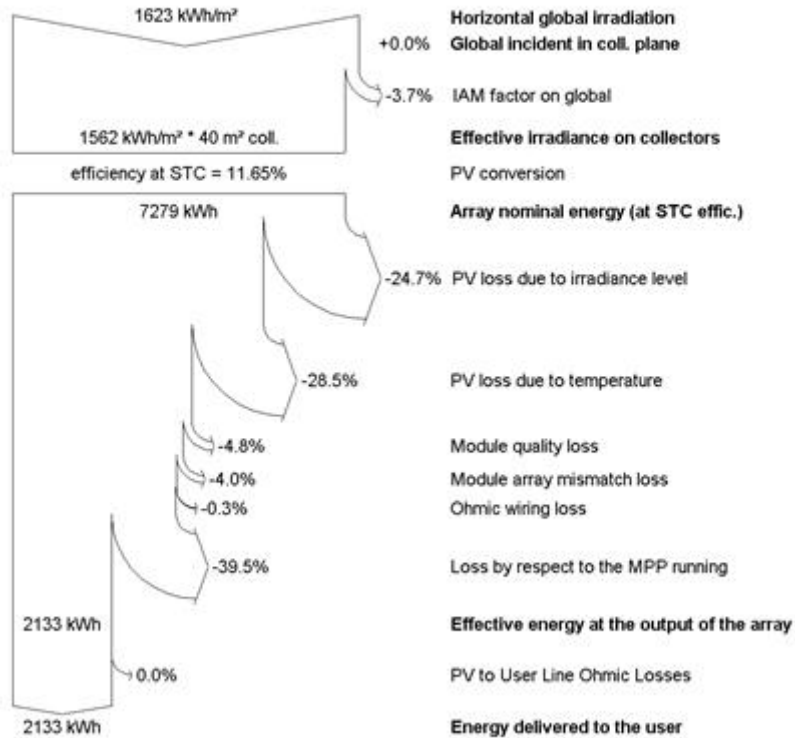 1623 kWh/m² Horizontal global irradiation
+0.0% Global incident in coll. plane
-3.7% IAM factor on global
1562 kWh/m² * 40 m² coll. Effective irradiance on collectors
efficiency at STC = 11.65% PV conversion
7279 kWh Array nominal energy (at STC effic.)
-24.7% PV loss due to irradiance level
-28.5% PV loss due to temperature
-4.8% Module quality loss
-4.0% Module array mismatch loss
-0.3% Ohmic wiring loss
-39.5% Loss by respect to the MPP running
2133 kWh Effective energy at the output of the array
0.0% PV to User Line Ohmic Losses
2133 kWh Energy delivered to the user